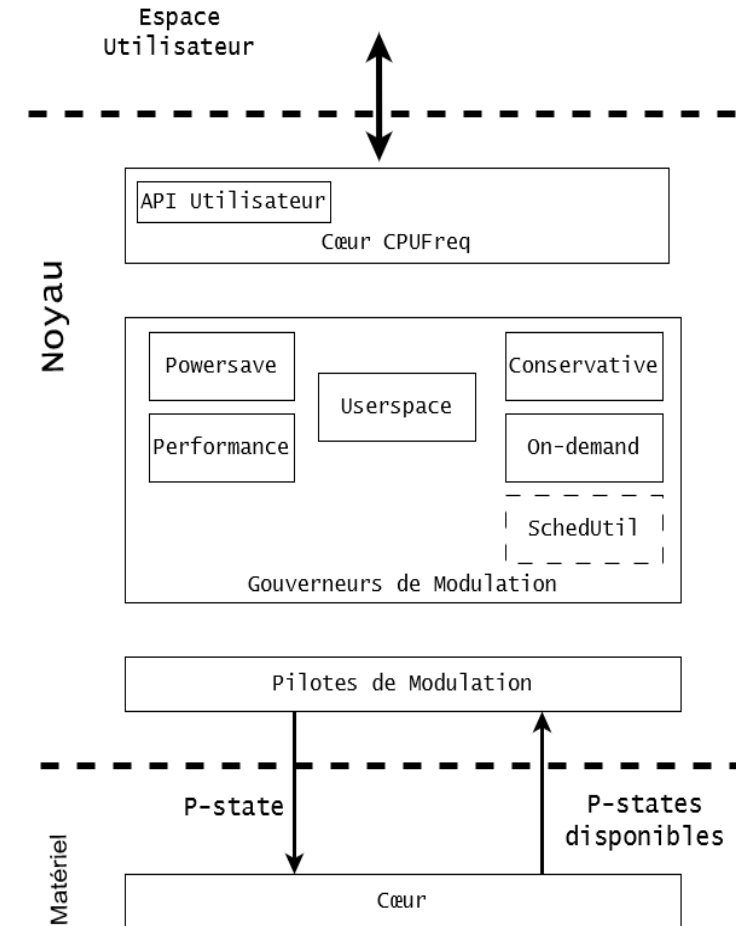 Espace
Utilisateur
API Utilisateur
Cœur CPUFreq
Noyau
Powersave
Conservative
Userspace
Performance
On-demand
SchedUtil
Gouverneurs de Modulation
Pilotes de Modulation
P-state
P-states
disponibles
Matériel
Cœur